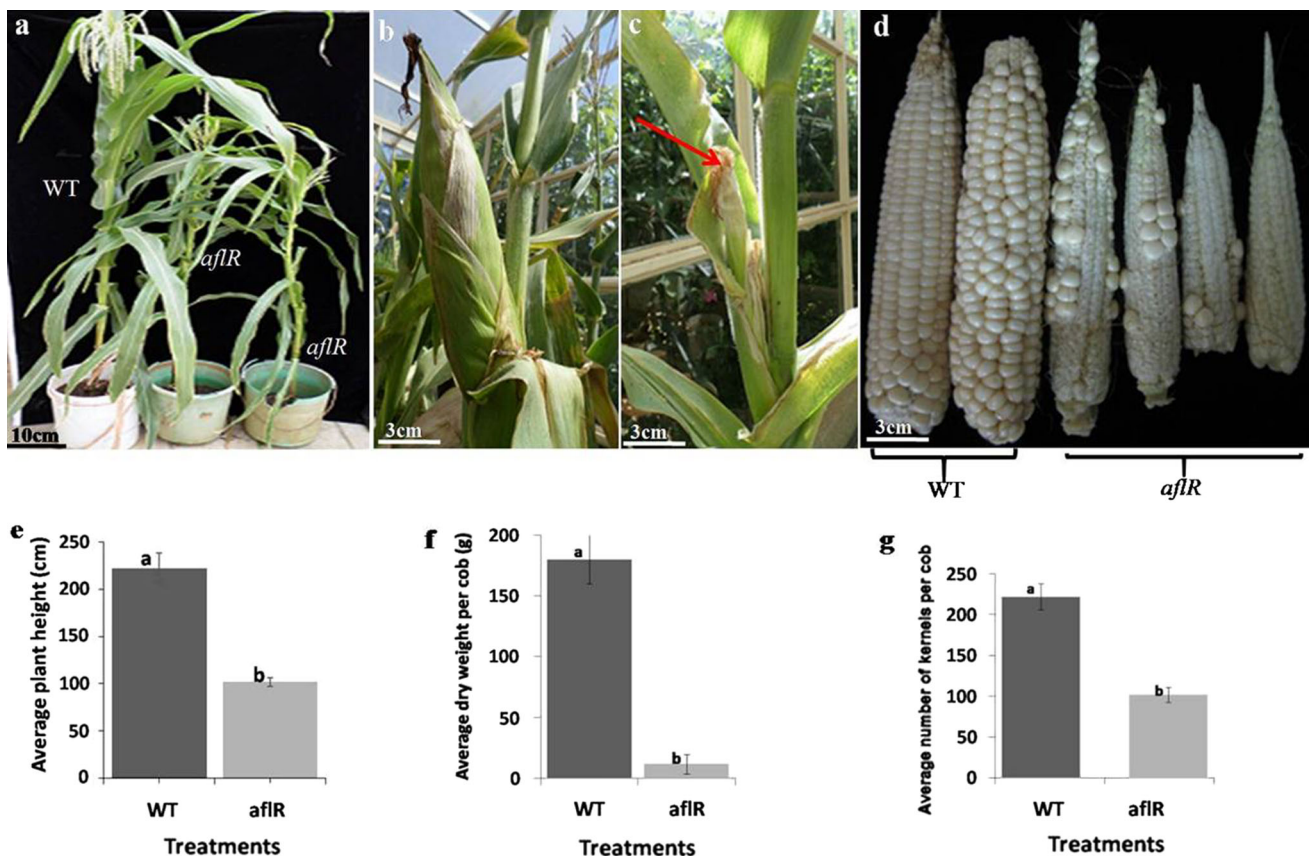 a
b
c
d
WT
aflR
aflR
10cm
3cm
3cm
3cm
WT
aflR
e
Average plant height (cm)
250
200
150
100
50
0
a
b
WT
aflR
Treatments
f
Average dry weight per cob (g)
200
150
100
50
0
a
b
WT
aflR
Treatments
g
Average number of kernels per cob
250
200
150
100
50
0
a
b
WT
aflR
Treatments